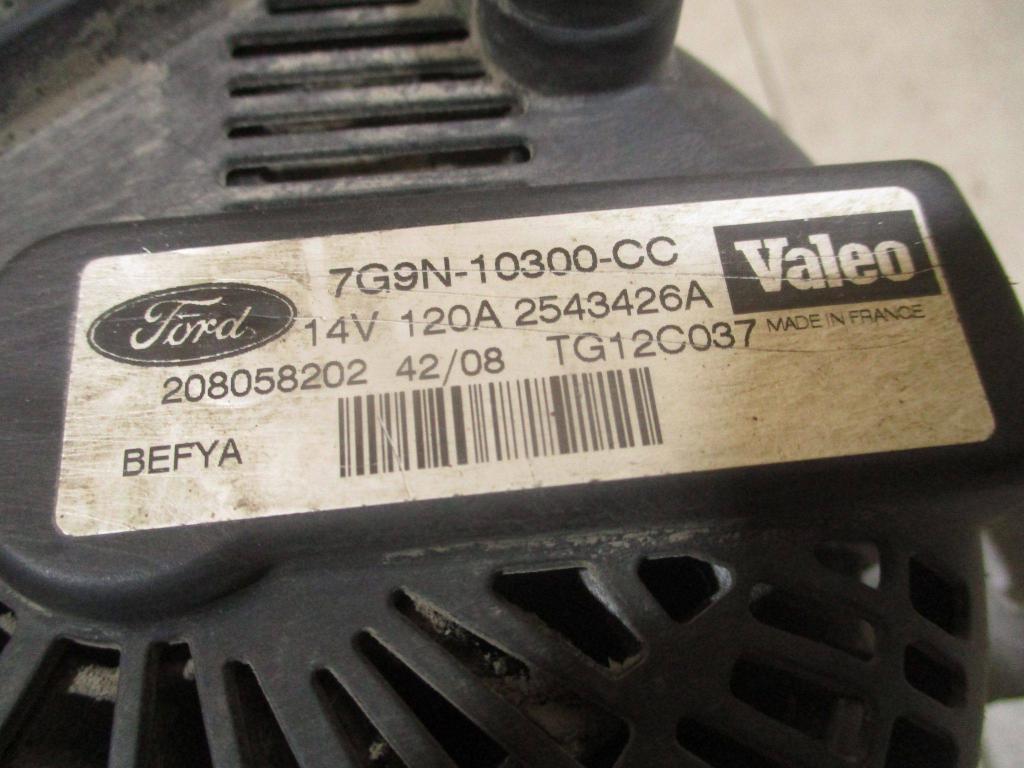 7G9N-10300-CC
Valeo
Ford
14V 120A 2543426A
MADE IN FRANCE
208058202 42/08 TG12C037
BEFYA